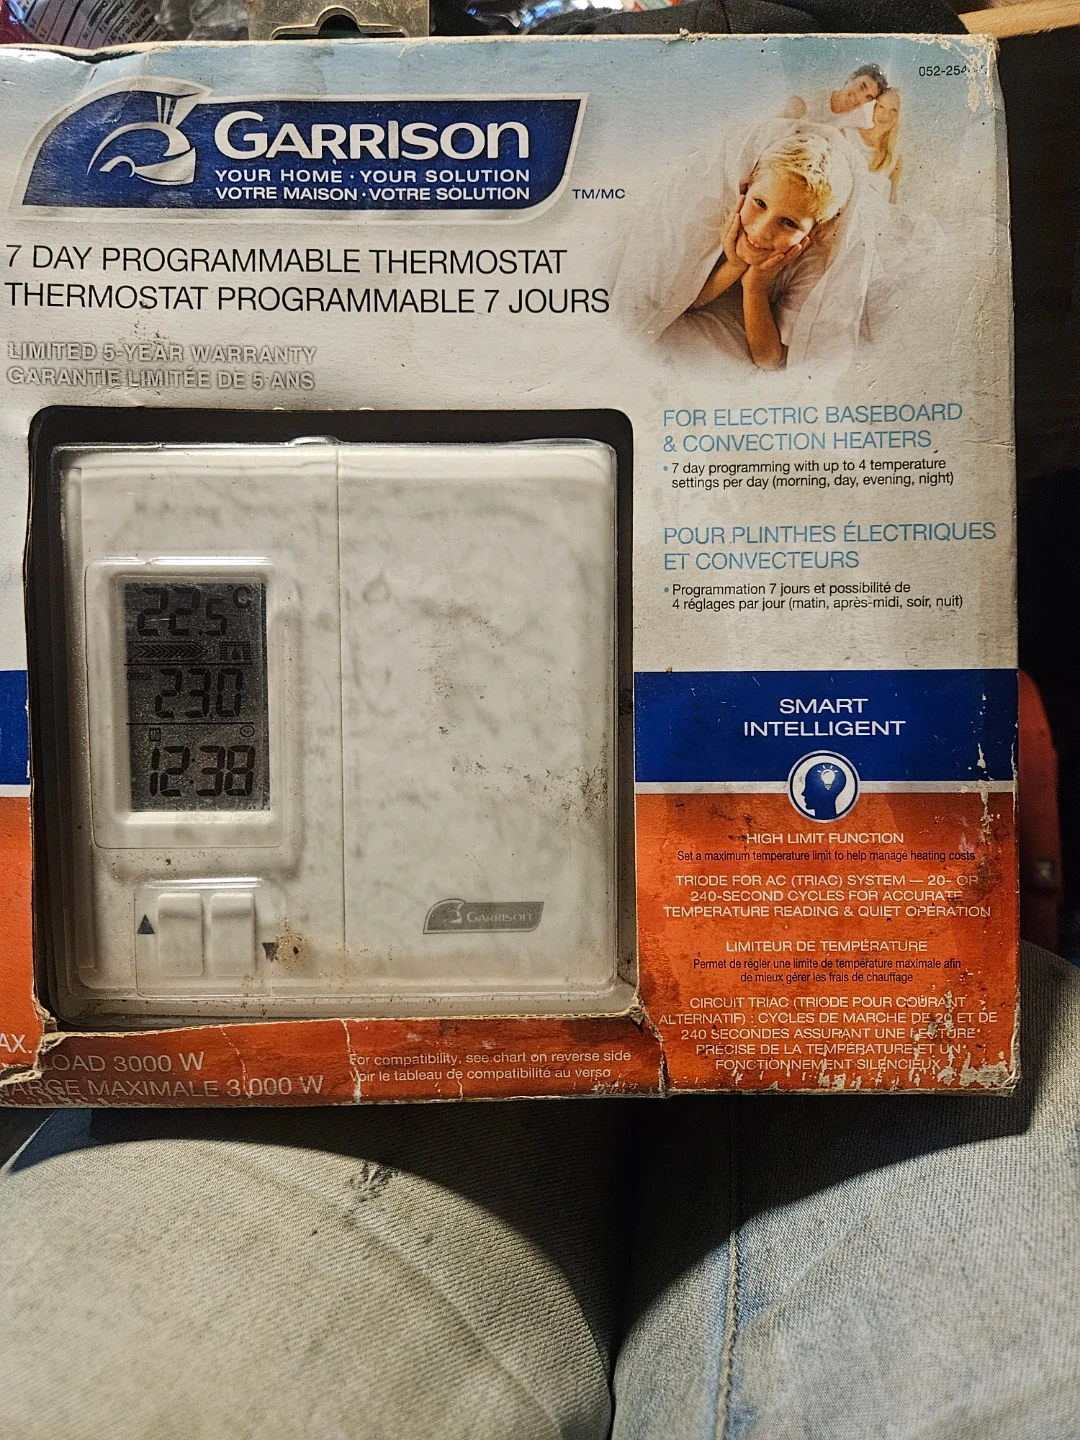 052-254
GARRISON
YOUR HOME · YOUR SOLUTION
VOTRE MAISON · VOTRE SOLUTION
TM/MC
7 DAY PROGRAMMABLE THERMOSTAT
THERMOSTAT PROGRAMMABLE 7 JOURS
LIMITED 5-YEAR WARRANTY
GARANTIE LIMITÉE DE 5 ANS
FOR ELECTRIC BASEBOARD
& CONVECTION HEATERS
• 7 day programming with up to 4 temperature
settings per day (morning, day, evening, night)
POUR PLINTHES ÉLECTRIQUES
ET CONVECTEURS
• Programmation 7 jours et possibilité de
4 réglages par jour (matin, après-midi, soir, nuit)
22.5 °C
230
12:38
GARRISON
SMART
INTELLIGENT
HIGH LIMIT FUNCTION
Set a maximum temperature limit to help manage heating costs
TRIODE FOR AC (TRIAC) SYSTEM — 20- OR
240-SECOND CYCLES FOR ACCURATE
TEMPERATURE READING & QUIET OPERATION
LIMITEUR DE TEMPÉRATURE
Permet de régler une limite de température maximale afin
de mieux gérer les frais de chauffage
CIRCUIT TRIAC (TRIODE POUR COURANT
ALTERNATIF) : CYCLES DE MARCHE DE 20 ET DE
240 SECONDES ASSURANT UNE LECTURE
PRÉCISE DE LA TEMPÉRATURE ET UN
FONCTIONNEMENT SILENCIEUX
AX. LOAD 3000 W
ARGE MAXIMALE 3 000 W
For compatibility, see chart on reverse side
Voir le tableau de compatibilité au verso